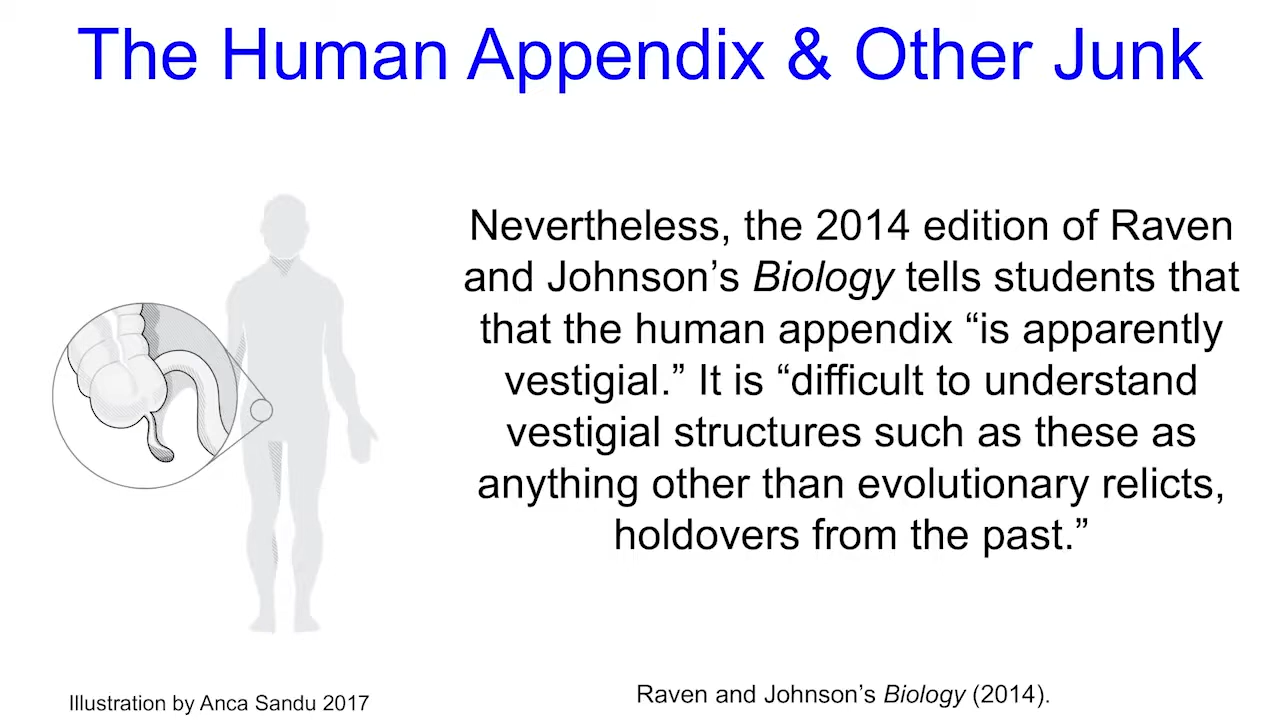 The Human Appendix & Other Junk
Nevertheless, the 2014 edition of Raven
and Johnson’s Biology tells students that
that the human appendix “is apparently
vestigial.” It is “difficult to understand
vestigial structures such as these as
anything other than evolutionary relicts,
holdovers from the past.”
Illustration by Anca Sandu 2017
Raven and Johnson’s Biology (2014).